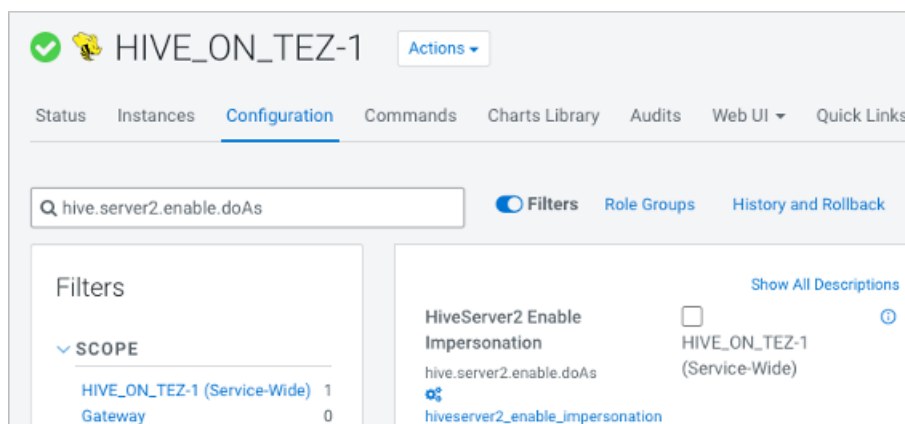 HIVE_ON_TEZ-1 Actions
Status Instances Configuration Commands Charts Library Audits Web UI Quick Links
hive.server2.enable.doAs Filters Role Groups History and Rollback
Filters
Show All Descriptions
HiveServer2 Enable
Impersonation
hive.server2.enable.doAs
hiveserver2_enable_impersonation
HIVE_ON_TEZ-1
(Service-Wide)
SCOPE
HIVE_ON_TEZ-1 (Service-Wide) 1
Gateway 0